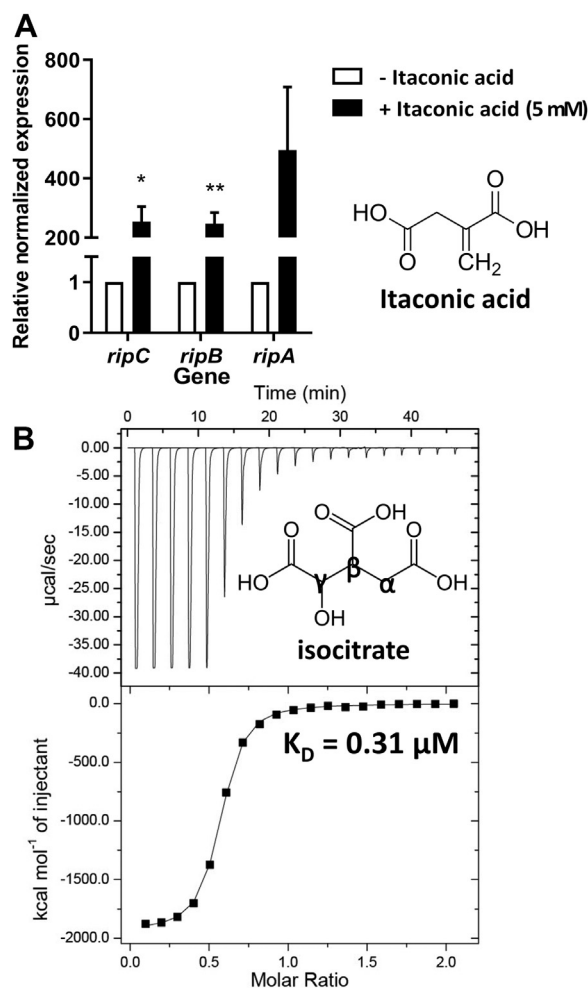 A
Relative normalized expression
800
600
400
200
1
0
*
**
ripC
ripB
ripA
Gene
- Itaconic acid
+ Itaconic acid (5 mM)
HO
O
O
OH
CH2
Itaconic acid
B
Time (min)
0 10 20 30 40
0.00
-5.00
-10.00
-15.00
-20.00
-25.00
-30.00
-35.00
-40.00
µcal/sec
O
OH
O
O
HO
γ
β
α
OH
OH
isocitrate
0.0
-500.0
-1000.0
-1500.0
-2000.0
kcal mol⁻¹ of injectant
KD = 0.31 µM
0.0 0.5 1.0 1.5 2.0
Molar Ratio